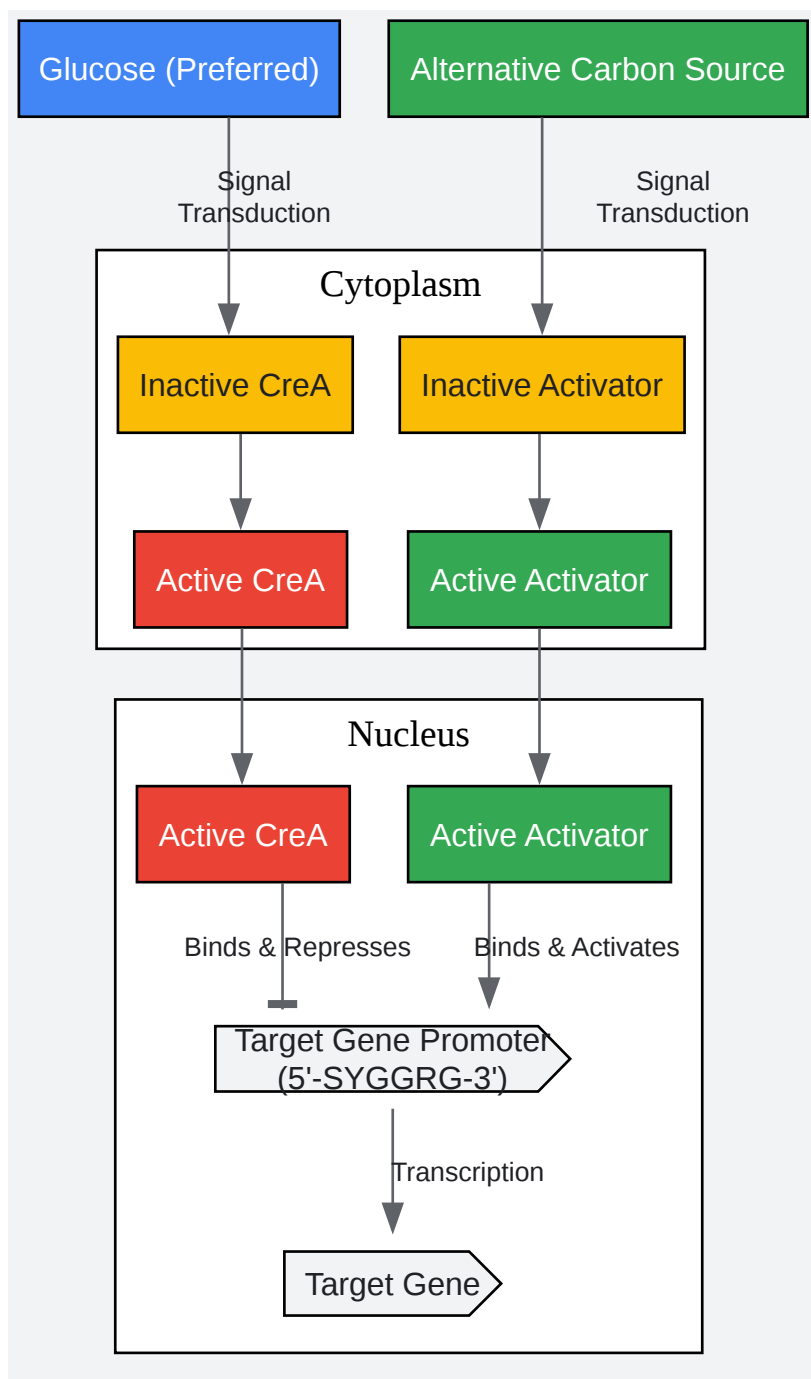 Glucose (Preferred)
Alternative Carbon Source
Signal
Transduction
Signal
Transduction
Cytoplasm
Inactive CreA
Inactive Activator
Active CreA
Active Activator
Nucleus
Active CreA
Active Activator
Binds & Represses
Binds & Activates
Target Gene Promoter
(5'-SYGGRG-3')
Transcription
Target Gene